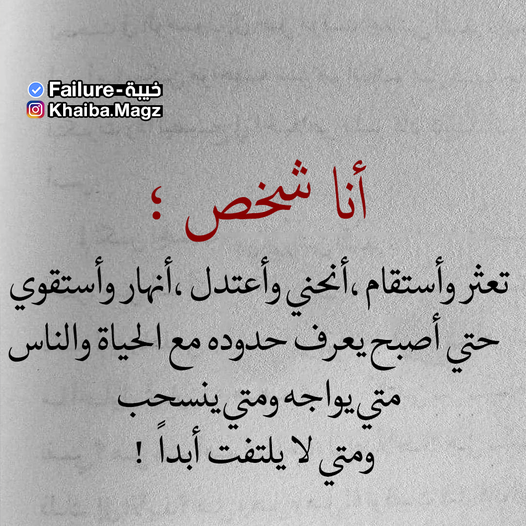 Failure-خيبة
Khaiba.Magz
أنا شخص ؛
تعثر وأستقام ،أنحني وأعتدل ،أنهار وأستقوي
حتي أصبح يعرف حدوده مع الحياة والناس
متي يواجه ومتي ينسحب
ومتي لا يلتفت أبداً !